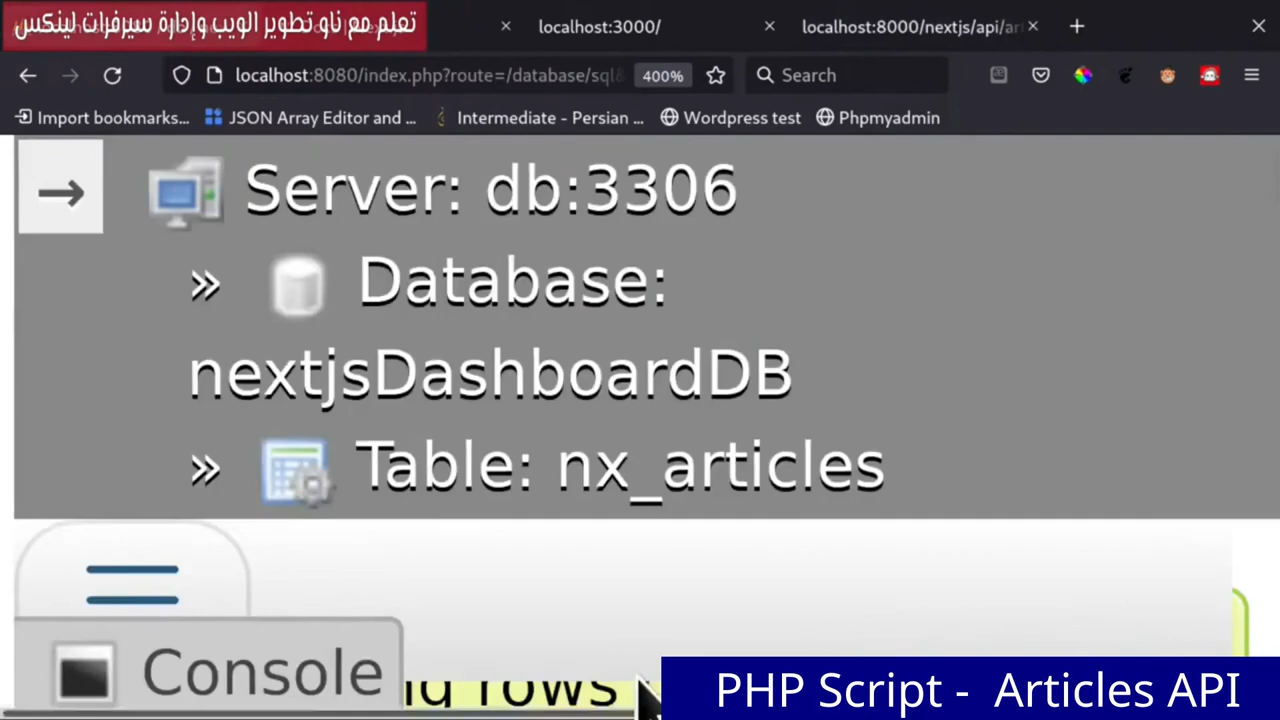 تعلم مع ناو تطوير الويب وإدارة سيرفرات لينكس
localhost:3000/
localhost:8000/nextjs/api/ar
localhost:8080/index.php?route=/database/sql&
400%
Search
Import bookmarks...
JSON Array Editor and ...
Intermediate - Persian ...
Wordpress test
Phpmyadmin
Server: db:3306
» Database:
nextjsDashboardDB
» Table: nx_articles
Console
rows
PHP Script - Articles API